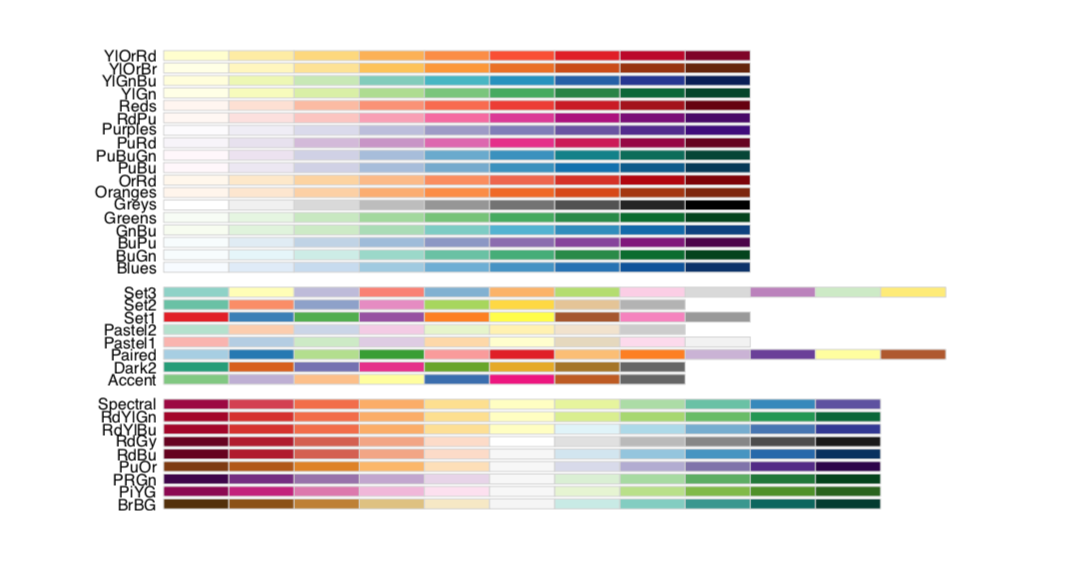 YlOrRd
YlOrBr
YlGnBu
YlGn
Reds
RdPu
Purples
PuRd
PuBuGn
PuBu
OrRd
Oranges
Greys
Greens
GnBu
BuPu
BuGn
Blues
Set3
Set2
Set1
Pastel2
Pastel1
Paired
Dark2
Accent
Spectral
RdYlGn
RdYlBu
RdGy
RdBu
PuOr
PRGn
PiYG
BrBG